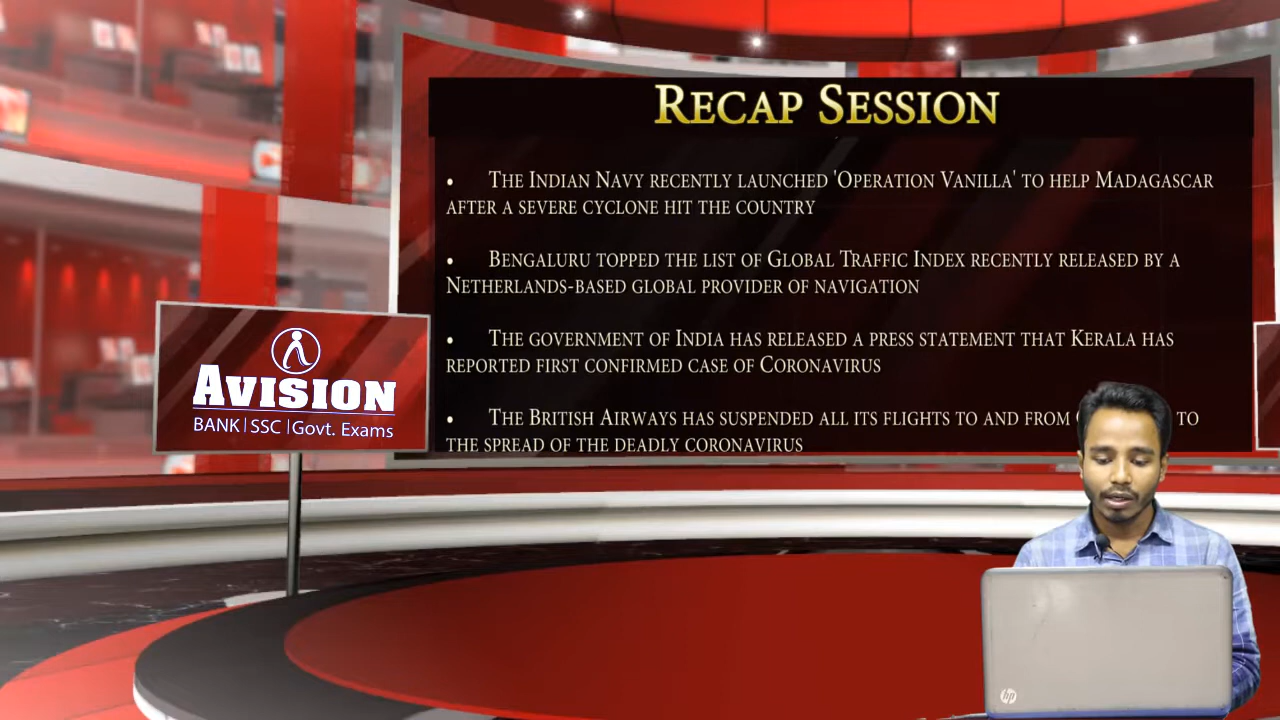 RECAP SESSION
• THE INDIAN NAVY RECENTLY LAUNCHED 'OPERATION VANILLA' TO HELP MADAGASCAR
AFTER A SEVERE CYCLONE HIT THE COUNTRY
• BENGALURU TOPPED THE LIST OF GLOBAL TRAFFIC INDEX RECENTLY RELEASED BY A
NETHERLANDS-BASED GLOBAL PROVIDER OF NAVIGATION
• THE GOVERNMENT OF INDIA HAS RELEASED A PRESS STATEMENT THAT KERALA HAS
REPORTED FIRST CONFIRMED CASE OF CORONAVIRUS
• THE BRITISH AIRWAYS HAS SUSPENDED ALL ITS FLIGHTS TO AND FROM TO
THE SPREAD OF THE DEADLY CORONAVIRUS
AVISION
BANK | SSC | Govt. Exams
hp